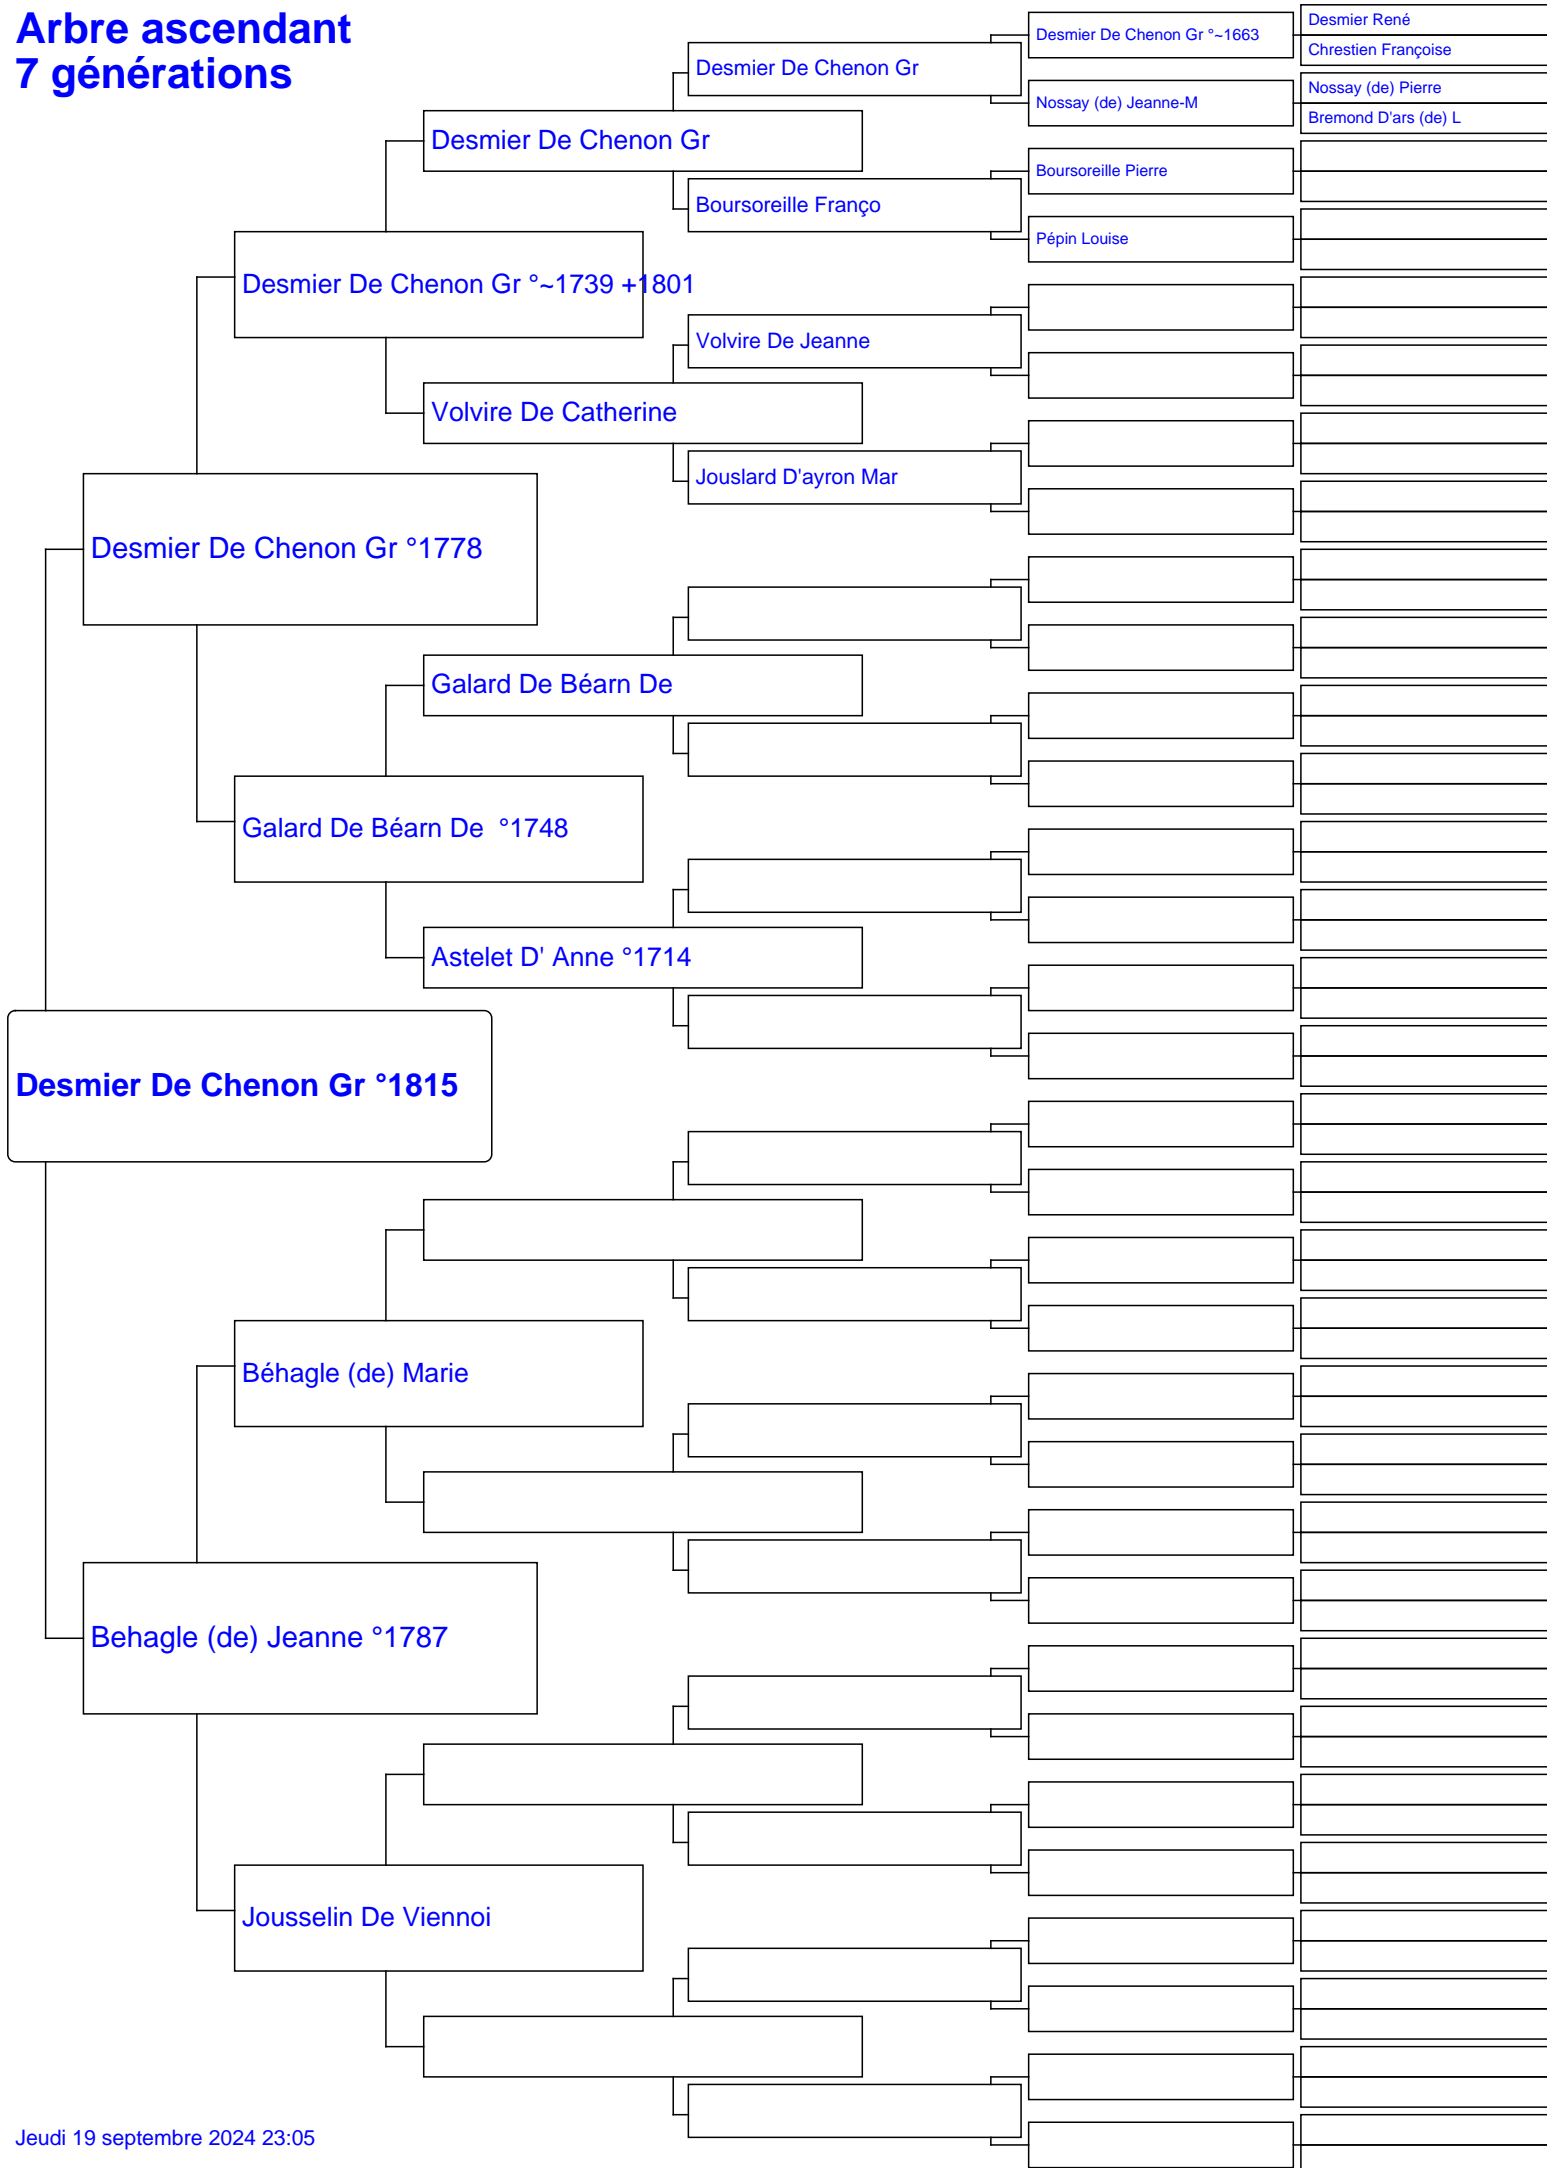 Arbre ascendant
7 générations
Desmier De Chenon Gr °~1663
Desmier René
Chrestien Françoise
Desmier De Chenon Gr
Nossay (de) Jeanne-M
Nossay (de) Pierre
Bremond D'ars (de) L
Desmier De Chenon Gr
Boursoreille Pierre
Boursoreille Franço
Pépin Louise
Desmier De Chenon Gr °~1739 +1801
Volvire De Jeanne
Volvire De Catherine
Jouslard D'ayron Mar
Desmier De Chenon Gr °1778
Galard De Béarn De
Galard De Béarn De  °1748
Astelet D' Anne °1714
Desmier De Chenon Gr °1815
Béhagle (de) Marie
Behagle (de) Jeanne °1787
Jousselin De Viennoi
Jeudi 19 septembre 2024 23:05